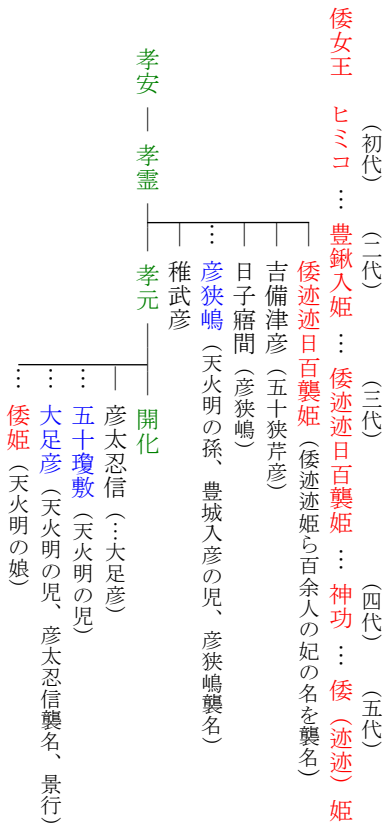 （初代）（二代）（三代）（四代）（五代）
倭女王 ヒミコ … 豊鍬入姫 … 倭迹迹日百襲姫 … 神功 … 倭（迹迹）姫
倭迹迹日百襲姫（倭迹迹姫ら百余人の妃の名を襲名）
吉備津彦（五十狭芹彦）
日子寤間（彦狭嶋）
彦狭嶋（天火明の孫、豊城入彦の児、彦狭嶋襲名）
稚武彦
孝安 ― 孝霊 ― 孝元 ― 開化
彦太忍信（…大足彦）
五十瓊敷（天火明の児）
大足彦（天火明の児、彦太忍信襲名、景行）
倭姫（天火明の娘）